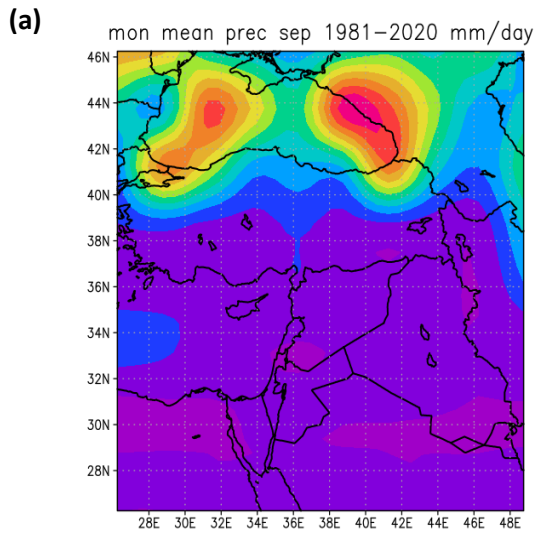 (a)
mon mean prec sep 1981−2020 mm/day
46N
44N
42N
40N
38N
36N
34N
32N
30N
28N
28E 30E 32E 34E 36E 38E 40E 42E 44E 46E 48E